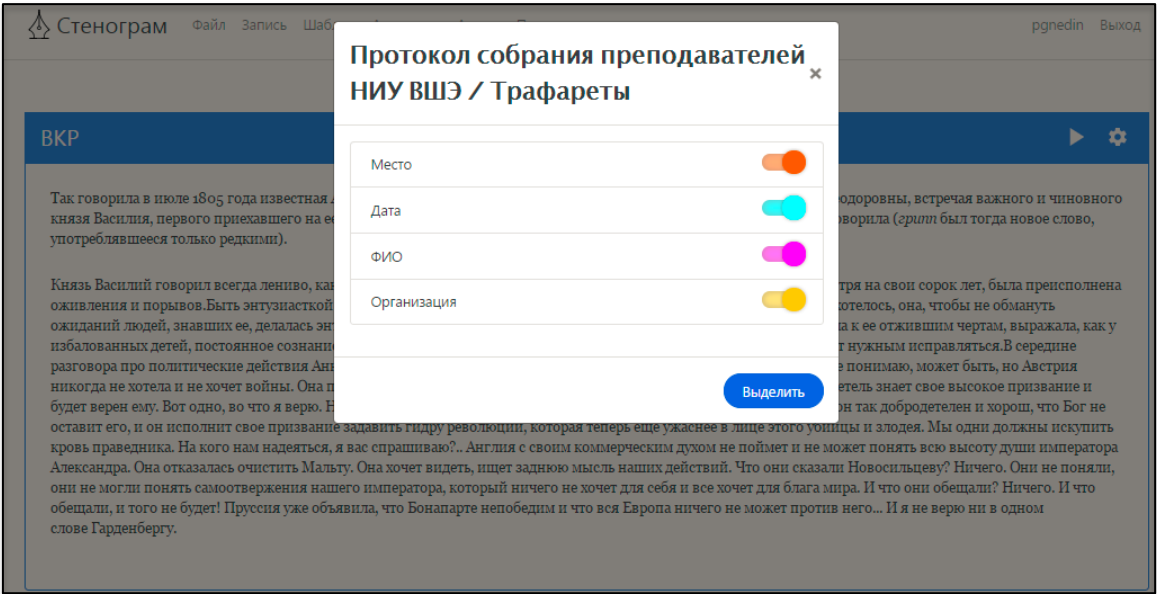 Стенограм Файл Запись Шаб pgnedin Выход
Протокол собрания преподавателей
НИУ ВШЭ / Трафареты
×
ВКР
Место
Дата
ФИО
Организация
Выделить
Так говорила в июле 1805 года известная еодоровны, встречая важного и чиновного
князя Василия, первого приехавшего на ворила (грипп был тогда новое слово,
употреблявшееся только редкими).
Князь Василий говорил всегда лениво, тря на свои сорок лет, была преисполнена
оживления и порывов.Быть энтузиасткой хотелось, она, чтобы не обмануть
ожиданий людей, знавших ее, делалась к ее отжившим чертам, выражала, как у
избалованных детей, постоянное т нужным исправляться.В середине
разговора про политические действия понимаю, может быть, но Австрия
никогда не хотела и не хочет войны. Она етель знает свое высокое призвание и
будет верен ему. Вот одно, во что я верю. он так добродетелен и хорош, что Бог не
оставит его, и он исполнит свое призвание задавить гидру революции, которая теперь еще ужаснее в лице этого убийцы и злодея. Мы одни должны искупить
кровь праведника. На кого нам надеяться, я вас спрашиваю?.. Англия с своим коммерческим духом не поймет и не может понять всю высоту души императора
Александра. Она отказалась очистить Мальту. Она хочет видеть, ищет заднюю мысль наших действий. Что они сказали Новосильцеву? Ничего. Они не поняли,
они не могли понять самоотвержения нашего императора, который ничего не хочет для себя и все хочет для блага мира. И что они обещали? Ничего. И что
обещали, и того не будет! Пруссия уже объявила, что Бонапарте непобедим и что вся Европа ничего не может против него... И я не верю ни в одном
слове Гарденбергу.